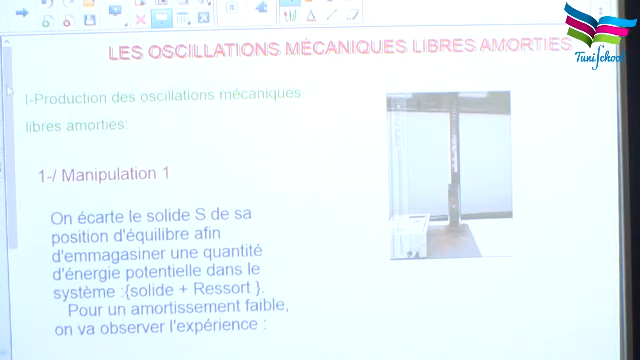 LES OSCILLATIONS MÉCANIQUES LIBRES AMORTIES
TuniSchool
I-Production des oscillations mécaniques
libres amorties:
1-/ Manipulation 1
On écarte le solide S de sa
position d'équilibre afin
d'emmagasiner une quantité
d'énergie potentielle dans le
système :{solide + Ressort }.
Pour un amortissement faible,
on va observer l'expérience :